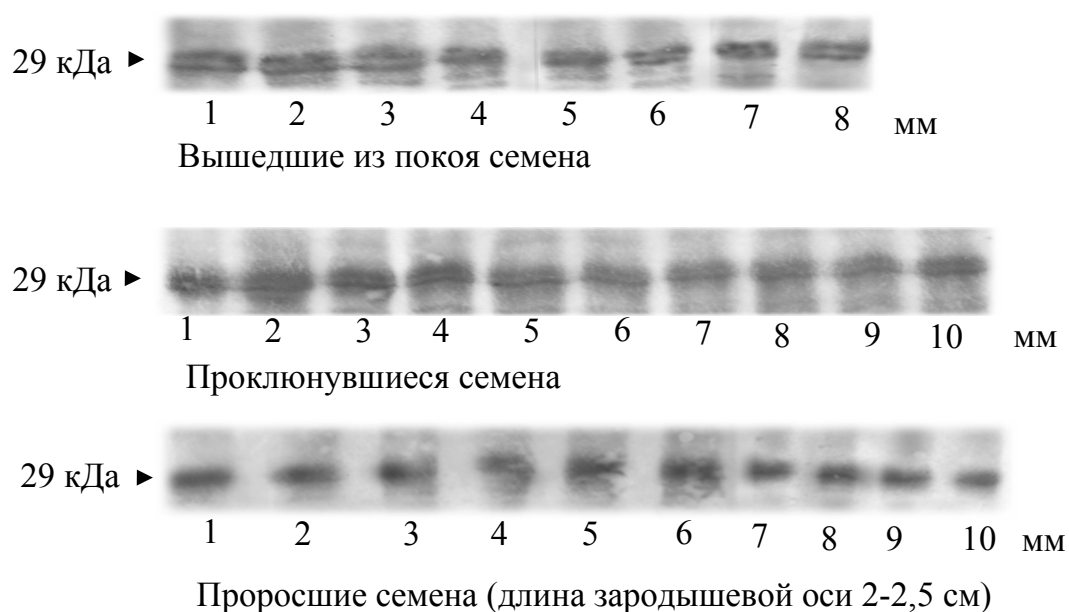 29 кДа ►
1 2 3 4 5 6 7 8 мм
Вышедшие из покоя семена
29 кДа ►
1 2 3 4 5 6 7 8 9 10 мм
Проклюнувшиеся семена
29 кДа ►
1 2 3 4 5 6 7 8 9 10 мм
Проросшие семена (длина зародышевой оси 2-2,5 см)